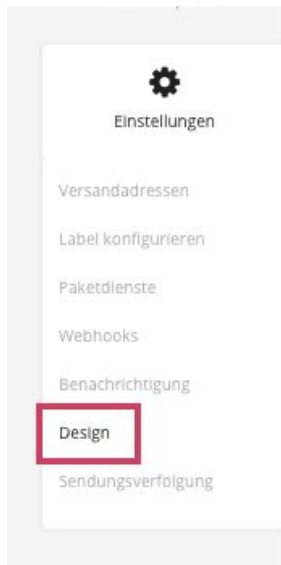 Einstellungen
Versandadressen
Label konfigurieren
Paketdienste
Webhooks
Benachrichtigung
Design
Sendungsverfolgung